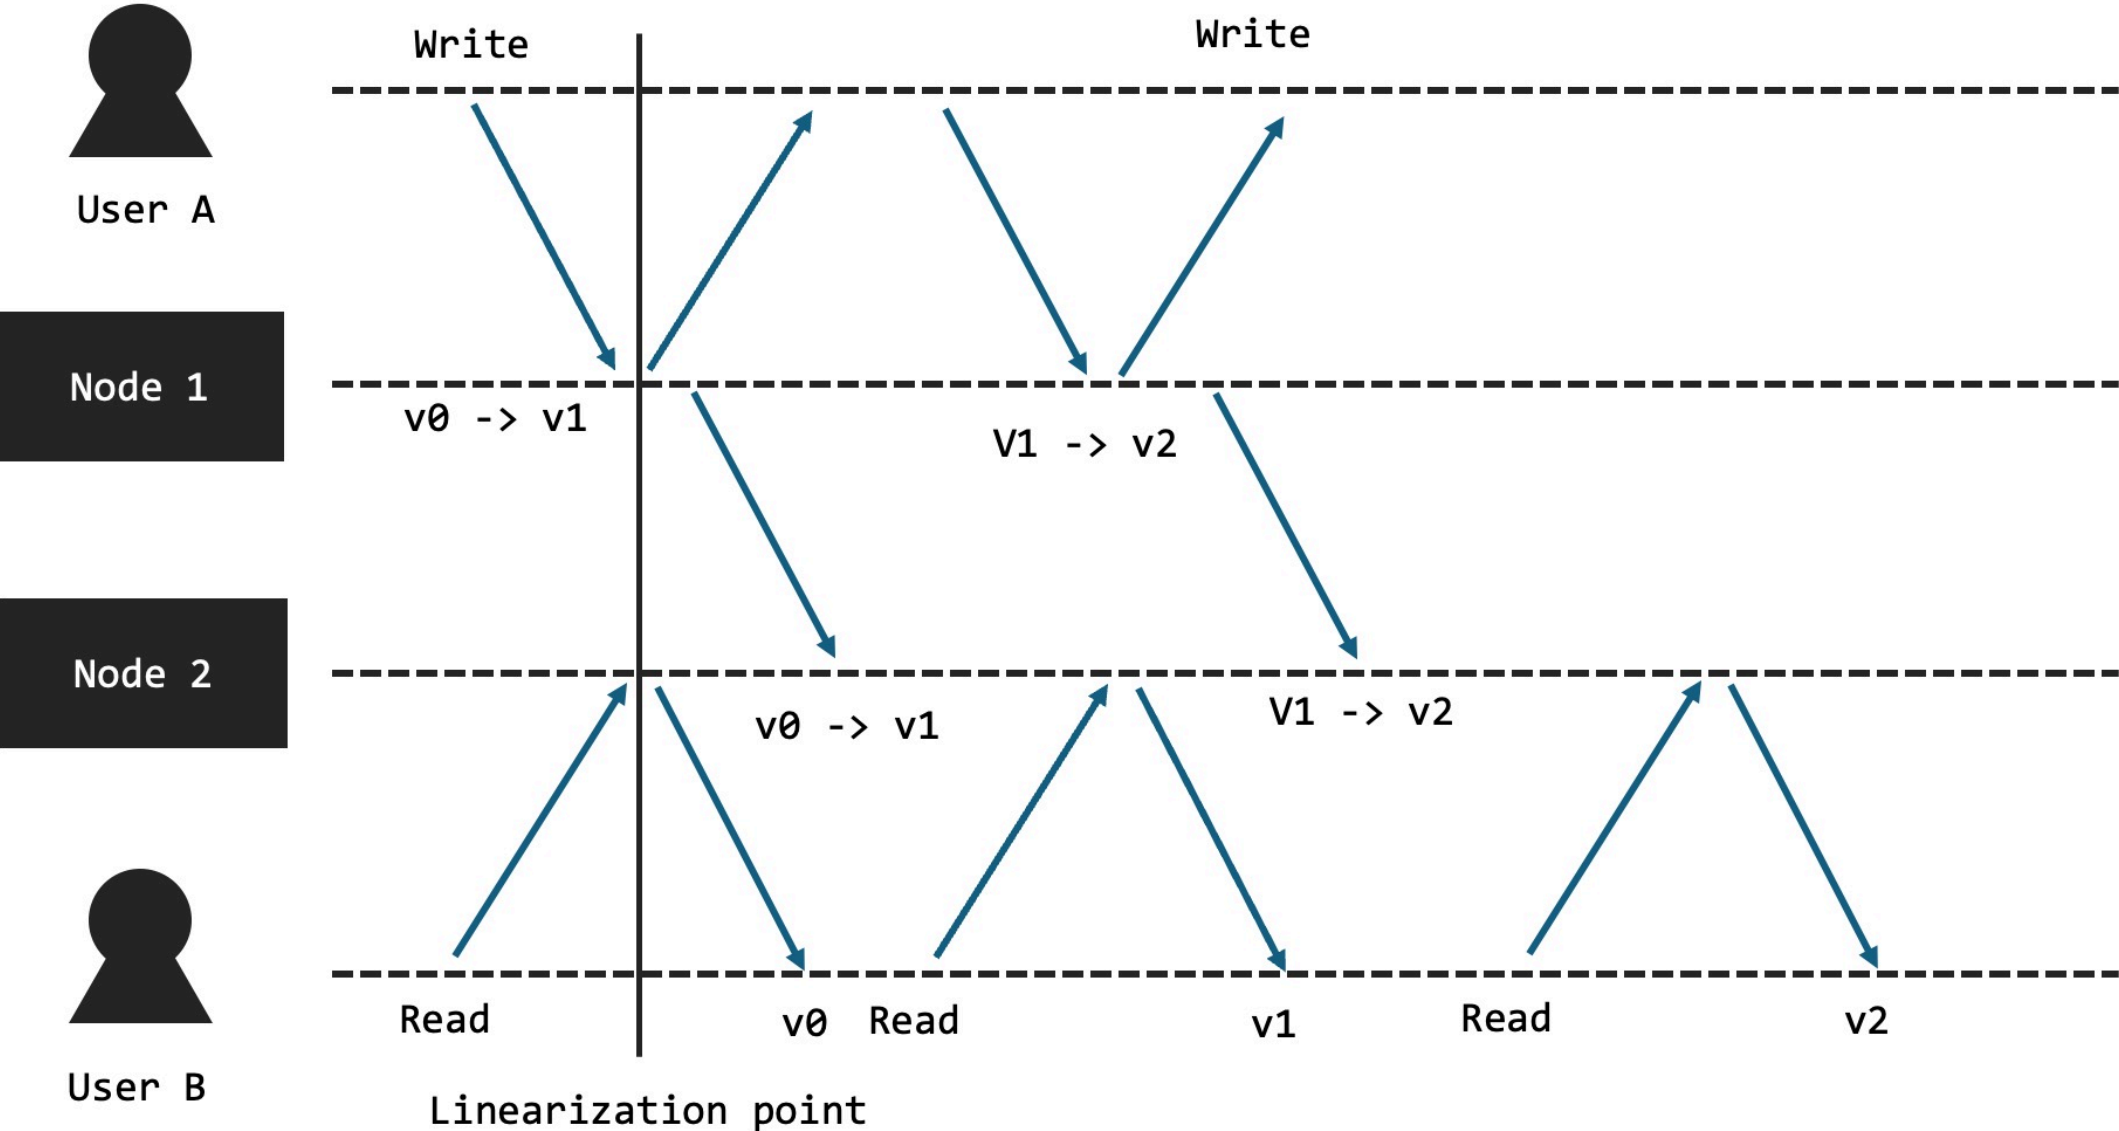 Write
Write
User A
Node 1
v0 -> v1
V1 -> v2
Node 2
v0 -> v1
V1 -> v2
Read
v0
Read
v1
Read
v2
User B
Linearization point